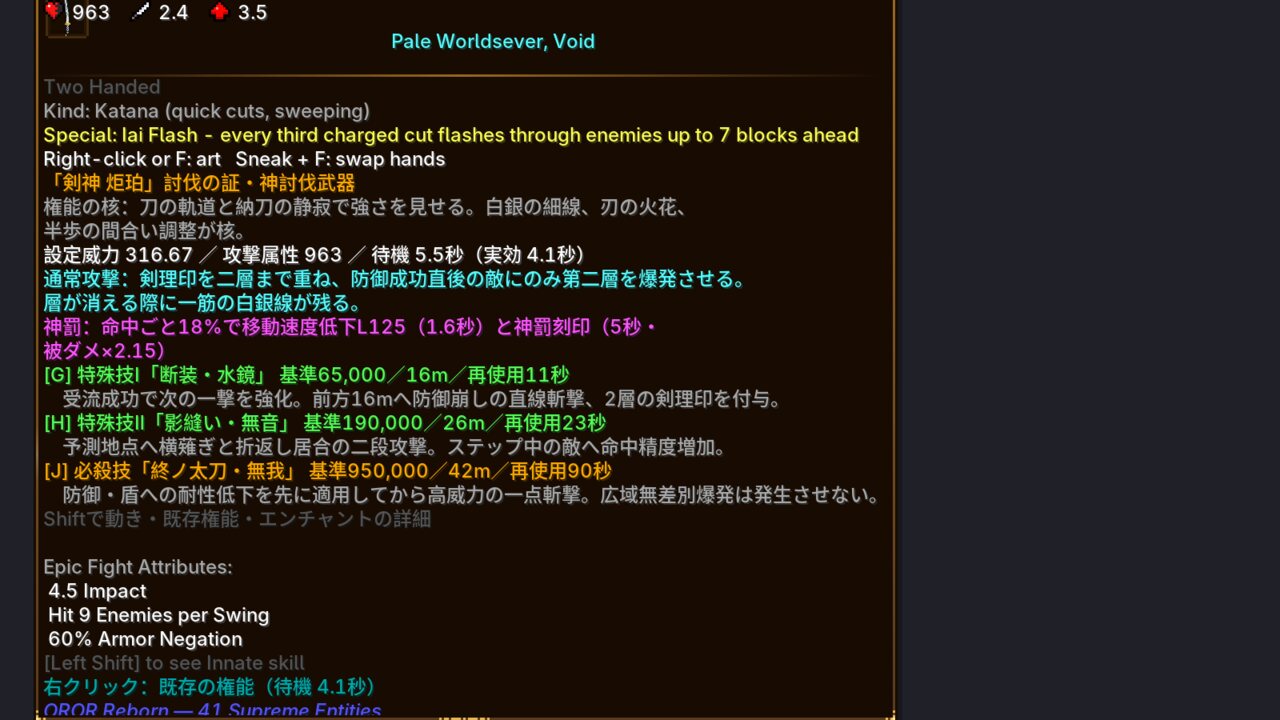 963 2.4 3.5
Pale Worldsever, Void
Two Handed
Kind: Katana (quick cuts, sweeping)
Special: Iai Flash - every third charged cut flashes through enemies up to 7 blocks ahead
Right-click or F: art Sneak + F: swap hands
「剣神 炬珀」討伐の証・神討伐武器
権能の核: 刀の軌道と納刀の静寂で強さを見せる。白銀の細線、刃の火花、
半歩の間合い調整が核。
設定威力 316.67 ／ 攻撃属性 963 ／ 待機 5.5秒（実効 4.1秒）
通常攻撃: 剣理印を二層まで重ね、防御成功直後の敵にのみ第二層を爆発させる。
層が消える際に一筋の白銀線が残る。
神罰: 命中ごと18%で移動速度低下L125（1.6秒）と神罰刻印（5秒・
被ダメ×2.15）
[G] 特殊技I「断装・水鏡」 基準65,000／16m／再使用11秒
受流成功で次の一撃を強化。前方16mへ防御崩しの直線斬撃、2層の剣理印を付与。
[H] 特殊技II「影縫い・無音」 基準190,000／26m／再使用23秒
予測地点へ横薙ぎと折返し居合の二段攻撃。ステップ中の敵へ命中精度増加。
[J] 必殺技「終ノ太刀・無我」 基準950,000／42m／再使用90秒
防御・盾への耐性低下を先に適用してから高威力の一点斬撃。広域無差別爆発は発生させない。
Shiftで動き・既存権能・エンチャントの詳細
Epic Fight Attributes:
4.5 Impact
Hit 9 Enemies per Swing
60% Armor Negation
[Left Shift] to see Innate skill
右クリック: 既存の権能（待機 4.1秒）
OROR Reborn — 41 Supreme Entities